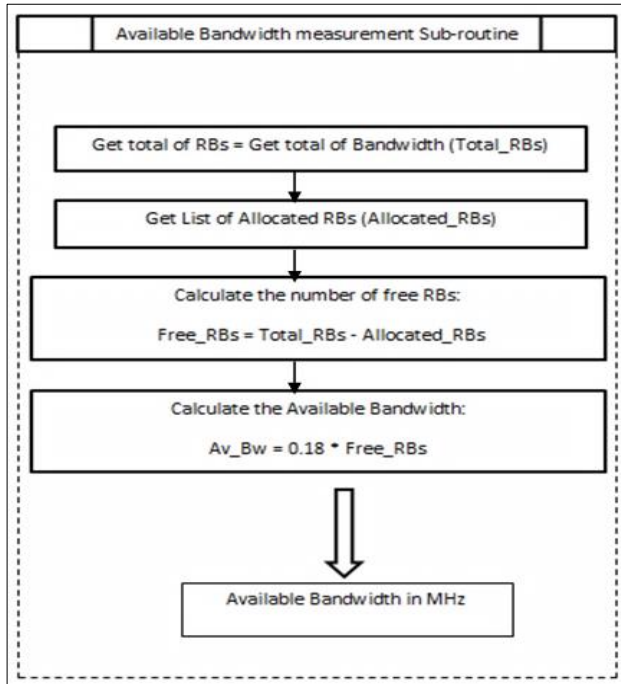 Available Bandwidth measurement Sub-routine
Get total of RBs = Get total of Bandwidth (Total_RBs)
Get List of Allocated RBs (Allocated_RBs)
Calculate the number of free RBs:
Free_RBs = Total_RBs - Allocated_RBs
Calculate the Available Bandwidth:
Av_Bw = 0.18 * Free_RBs
Available Bandwidth in MHz